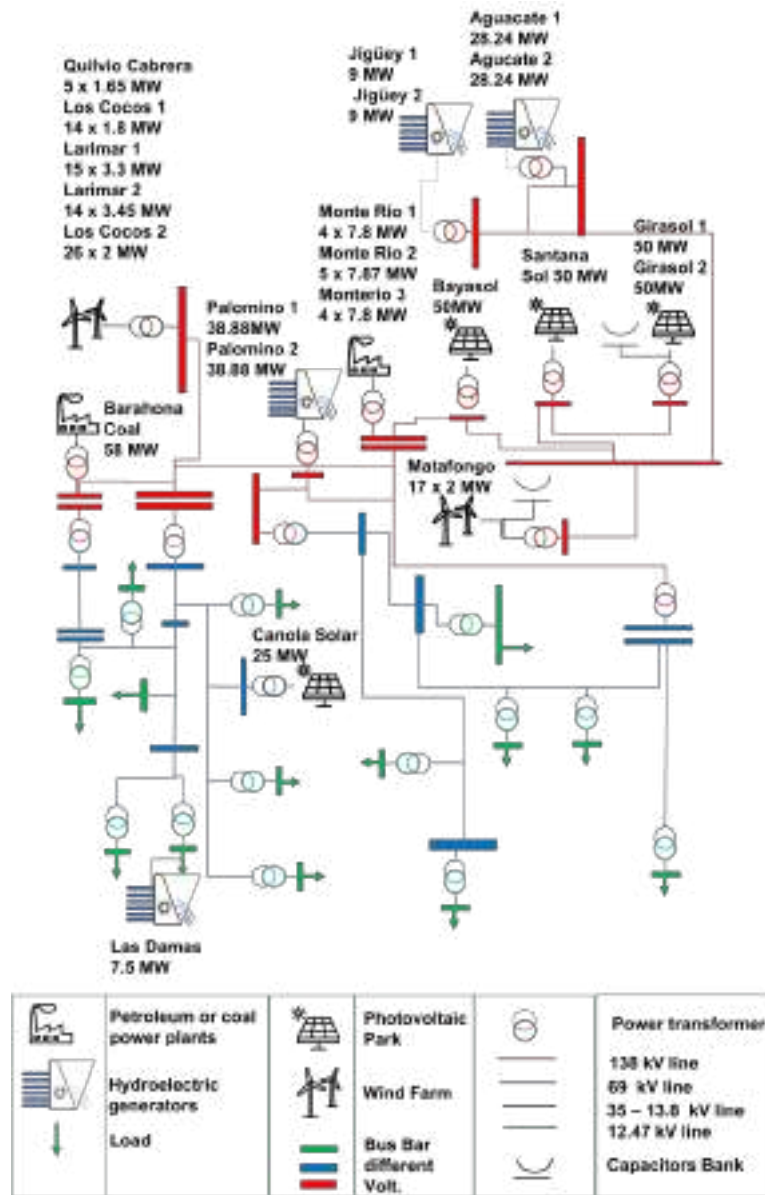 Quilvio Cabrera
5 x 1.65 MW
Los Cocos 1
14 x 1.8 MW
Larimar 1
15 x 3.3 MW
Larimar 2
14 x 3.45 MW
Los Cocos 2
26 x 2 MW
Jigüey 1
9 MW
Jigüey 2
9 MW
Aguacate 1
28.24 MW
Agucate 2
28.24 MW
Monte Rio 1
4 x 7.8 MW
Monte Rio 2
5 x 7.87 MW
Monterio 3
4 x 7.8 MW
Bayasol
50MW
Santana
Sol 50 MW
Girasol 1
50 MW
Girasol 2
50MW
Palomino 1
38.88MW
Palomino 2
38.88 MW
Barahona
Coal
58 MW
Matafongo
17 x 2 MW
Canola Solar
25 MW
Las Damas
7.5 MW
Petroleum or coal
power plants
Hydroelectric
generators
Load
Photovoltaic
Park
Wind Farm
Bus Bar
different
Volt.
Power transformer
138 kV line
69 kV line
35 – 13.8 kV line
12.47 kV line
Capacitors Bank